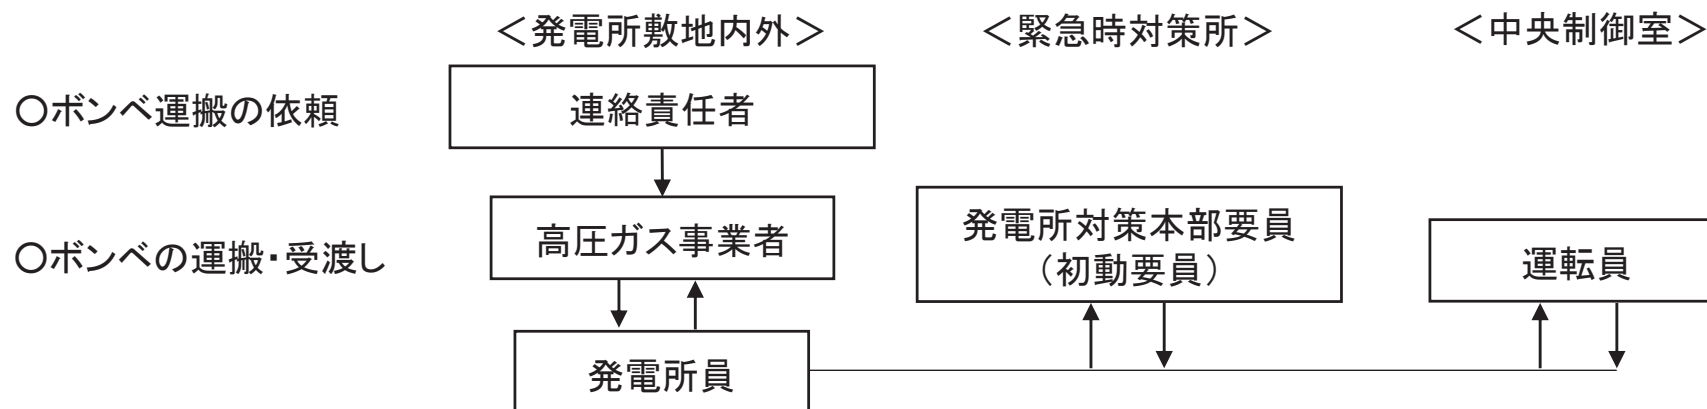 ＜発電所敷地内外＞
＜緊急時対策所＞
＜中央制御室＞
○ボンベ運搬の依頼
連絡責任者
○ボンベの運搬・受渡し
高圧ガス事業者
発電所対策本部要員
（初動要員）
運転員
発電所員